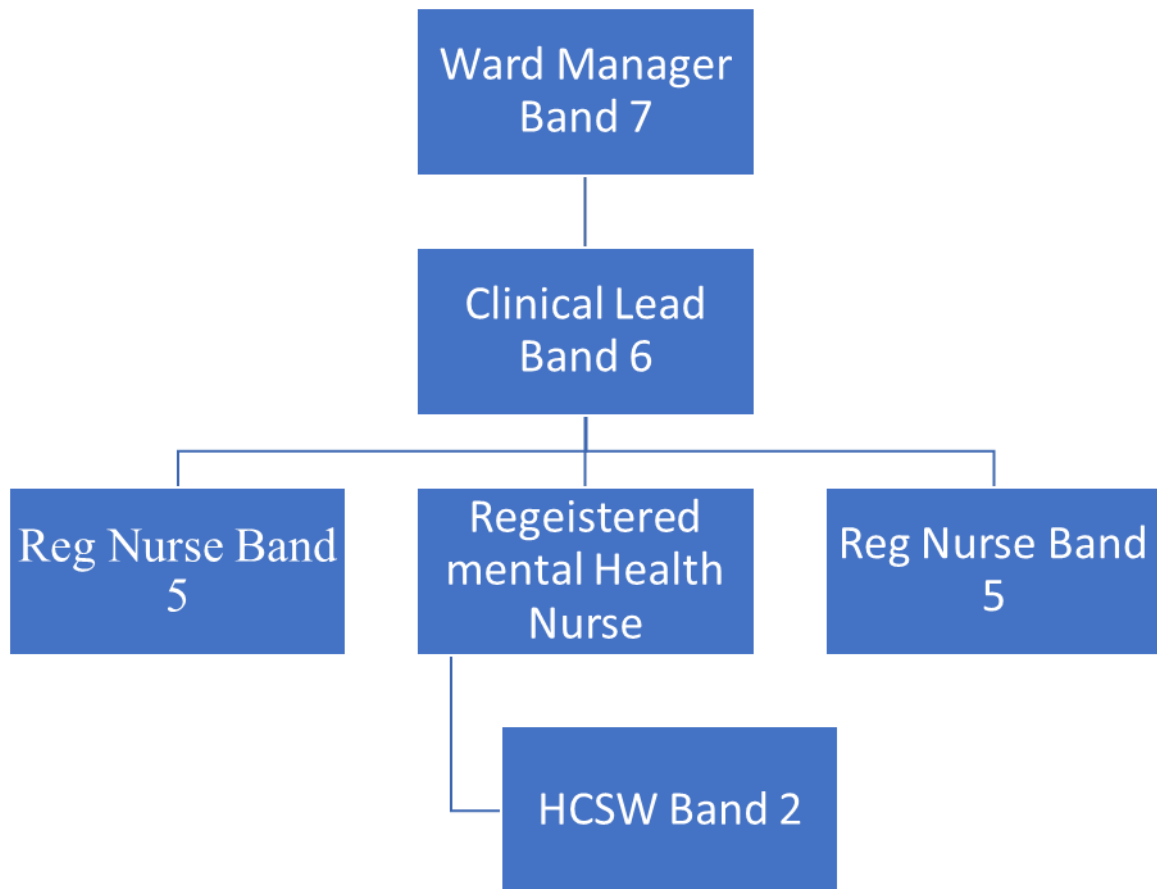 Ward Manager
Band 7
Clinical Lead
Band 6
Reg Nurse Band
5
Regeistered
mental Health
Nurse
Reg Nurse Band
5
HCSW Band 2